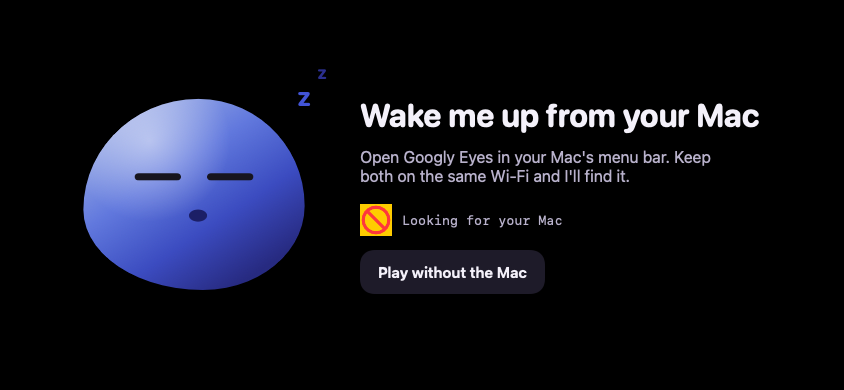 z
z
Wake me up from your Mac
Open Googly Eyes in your Mac's menu bar. Keep
both on the same Wi-Fi and I'll find it.
Looking for your Mac
Play without the Mac